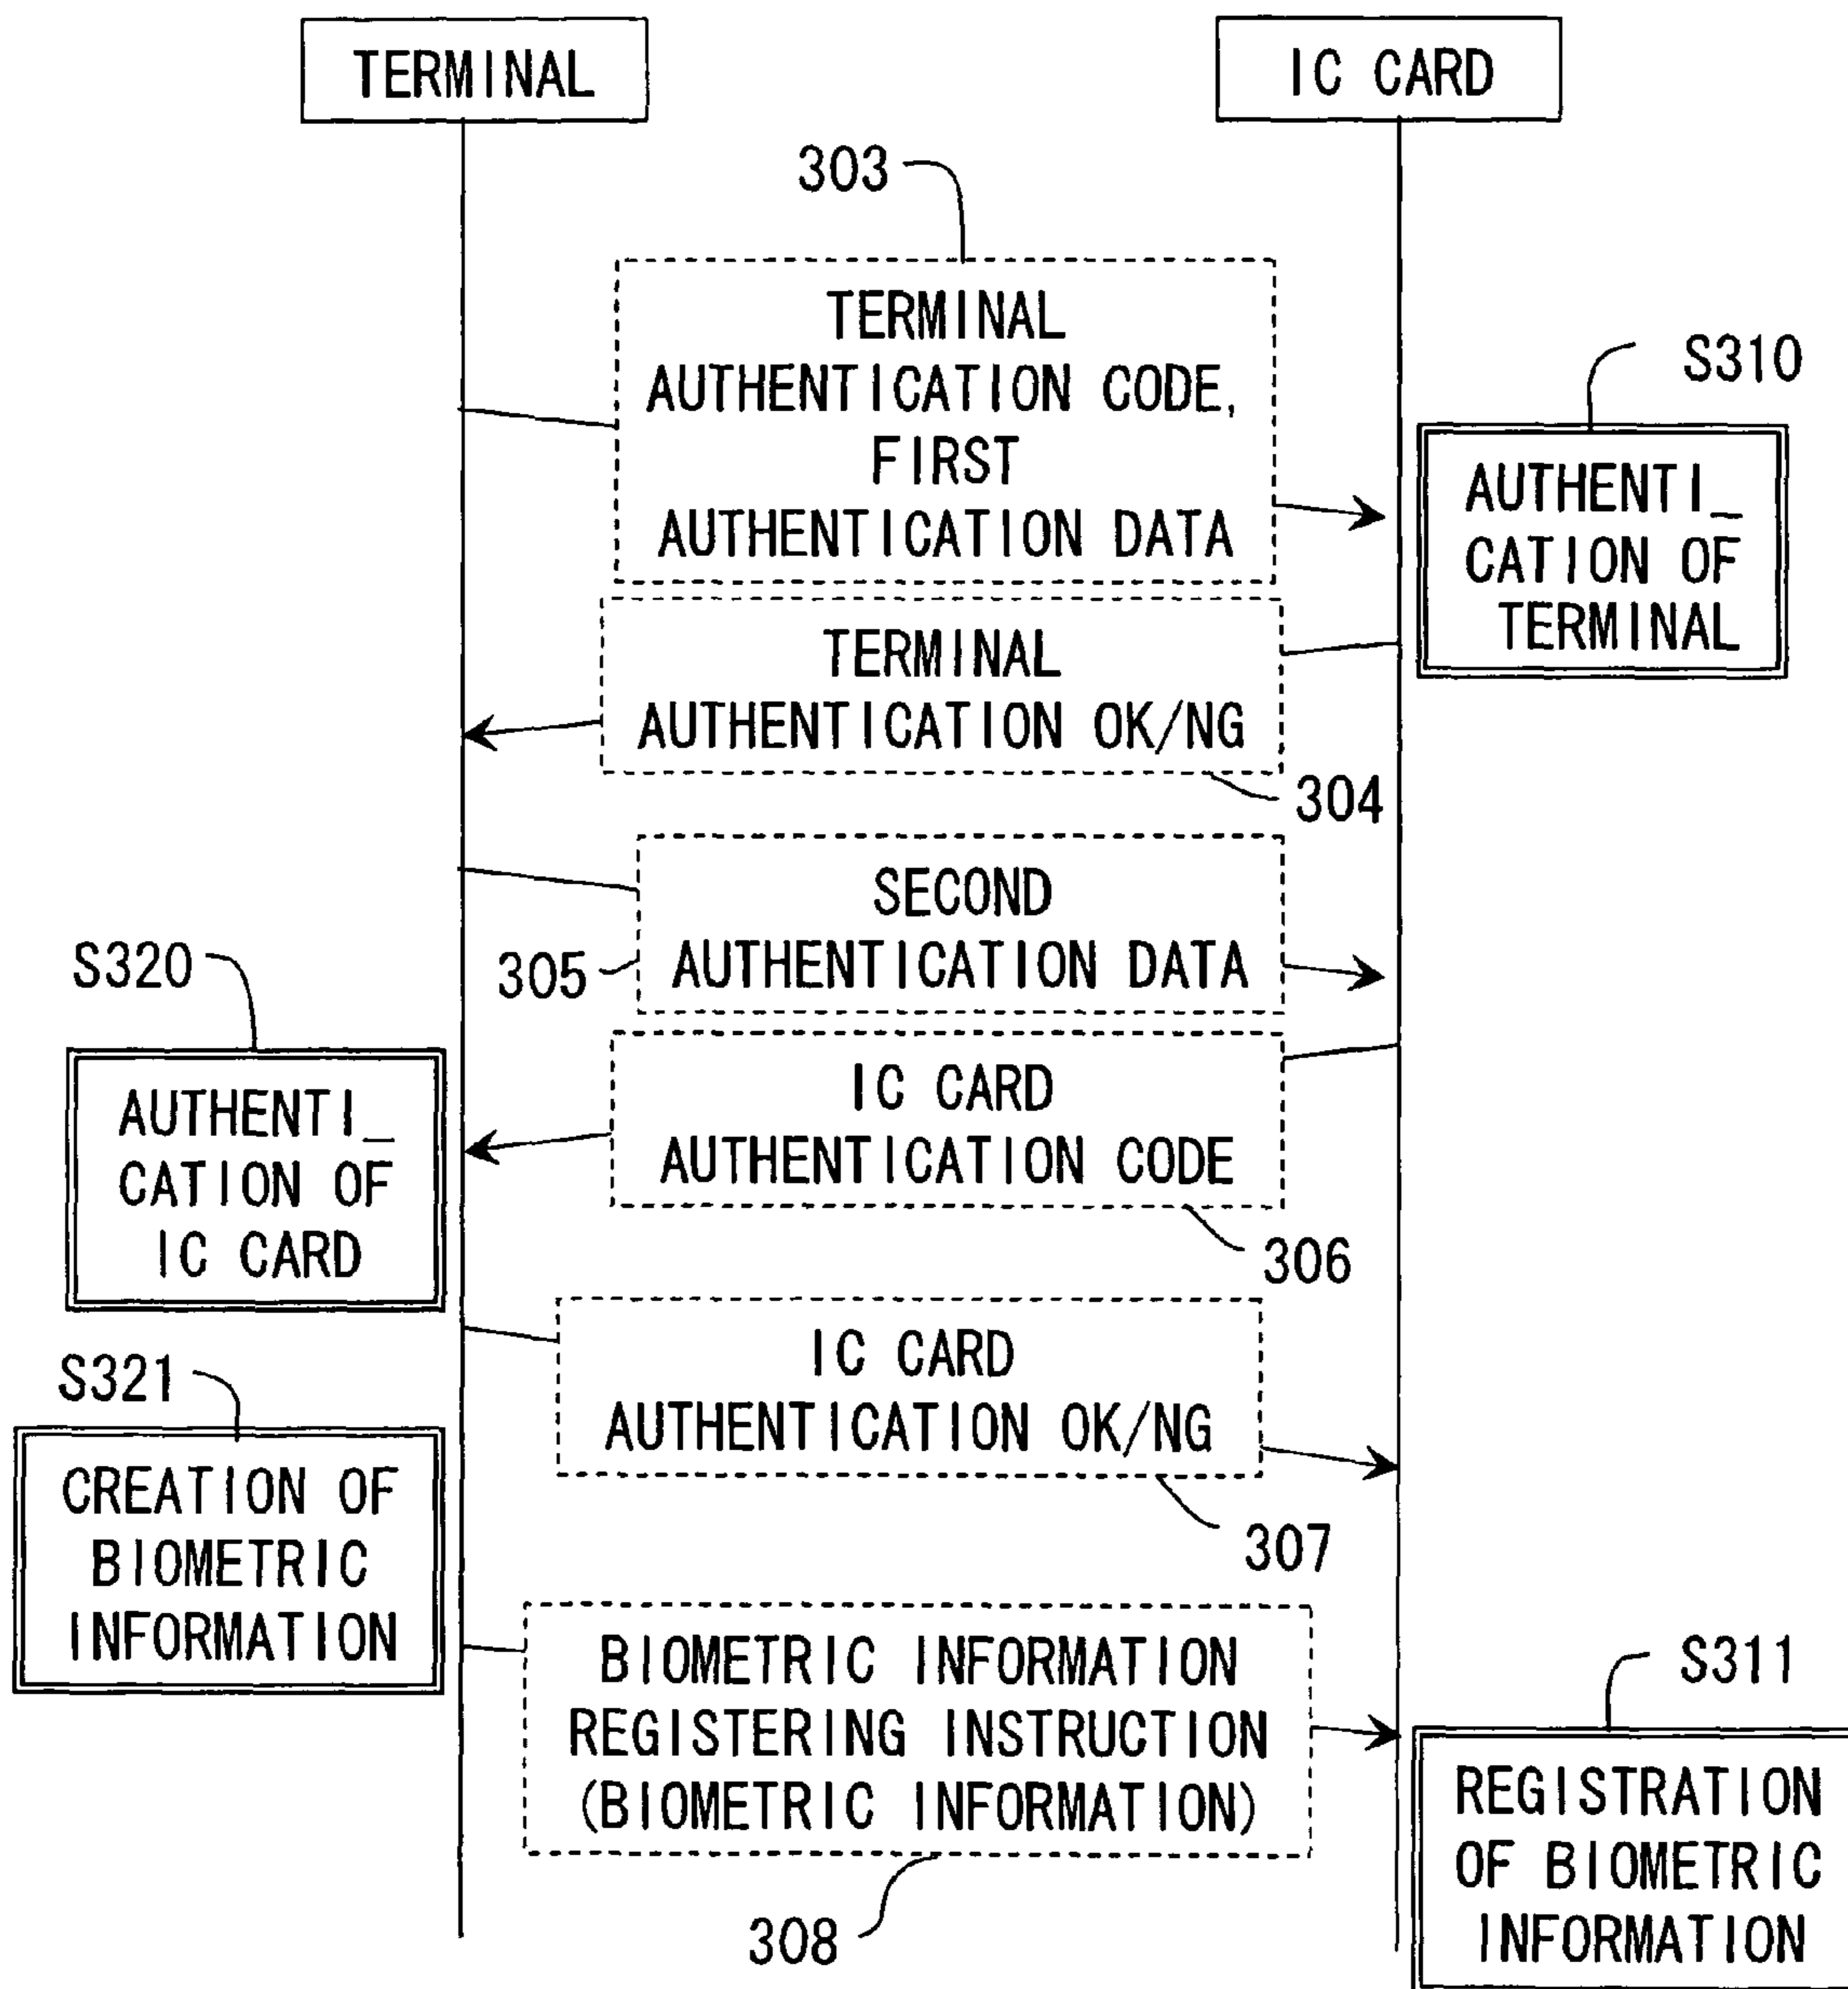 TERMINAL
IC CARD
303
TERMINAL
AUTHENTICATION CODE,
FIRST
AUTHENTICATION DATA
S310
AUTHENTI_
CATION OF
TERMINAL
TERMINAL
AUTHENTICATION OK/NG
304
SECOND
AUTHENTICATION DATA
305
S320
AUTHENTI_
CATION OF
IC CARD
IC CARD
AUTHENTICATION CODE
306
IC CARD
AUTHENTICATION OK/NG
307
S321
CREATION OF
BIOMETRIC
INFORMATION
BIOMETRIC INFORMATION
REGISTERING INSTRUCTION
(BIOMETRIC INFORMATION)
308
S311
REGISTRATION
OF BIOMETRIC
INFORMATION